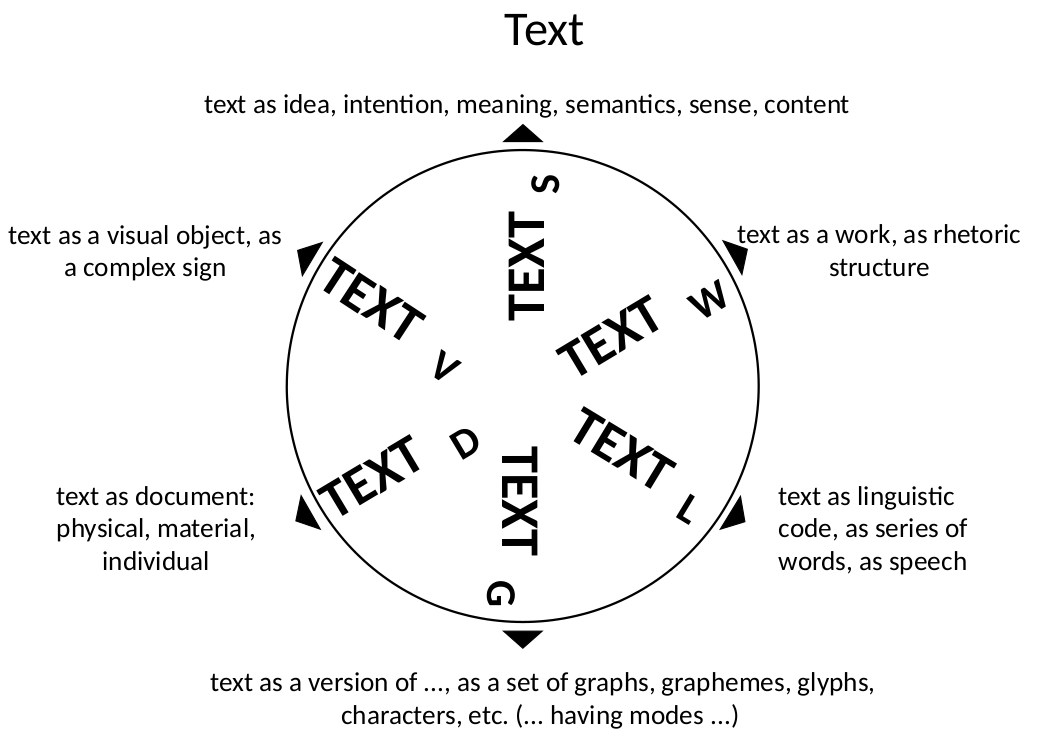 Text
text as idea, intention, meaning, semantics, sense, content
TEXT S
text as a visual object, as
a complex sign
TEXT V
text as a work, as rhetoric
structure
TEXT W
text as document:
physical, material,
individual
TEXT D
text as linguistic
code, as series of
words, as speech
TEXT L
TEXT G
text as a version of ..., as a set of graphs, graphemes, glyphs,
characters, etc. (... having modes ...)